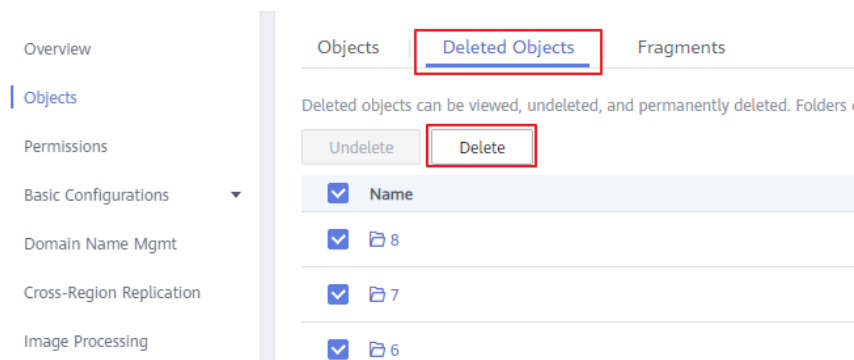 Overview
Objects
Permissions
Basic Configurations
Domain Name Mgmt
Cross-Region Replication
Image Processing
Objects Deleted Objects Fragments
Deleted objects can be viewed, undeleted, and permanently deleted. Folders
Undelete Delete
Name
8
7
6